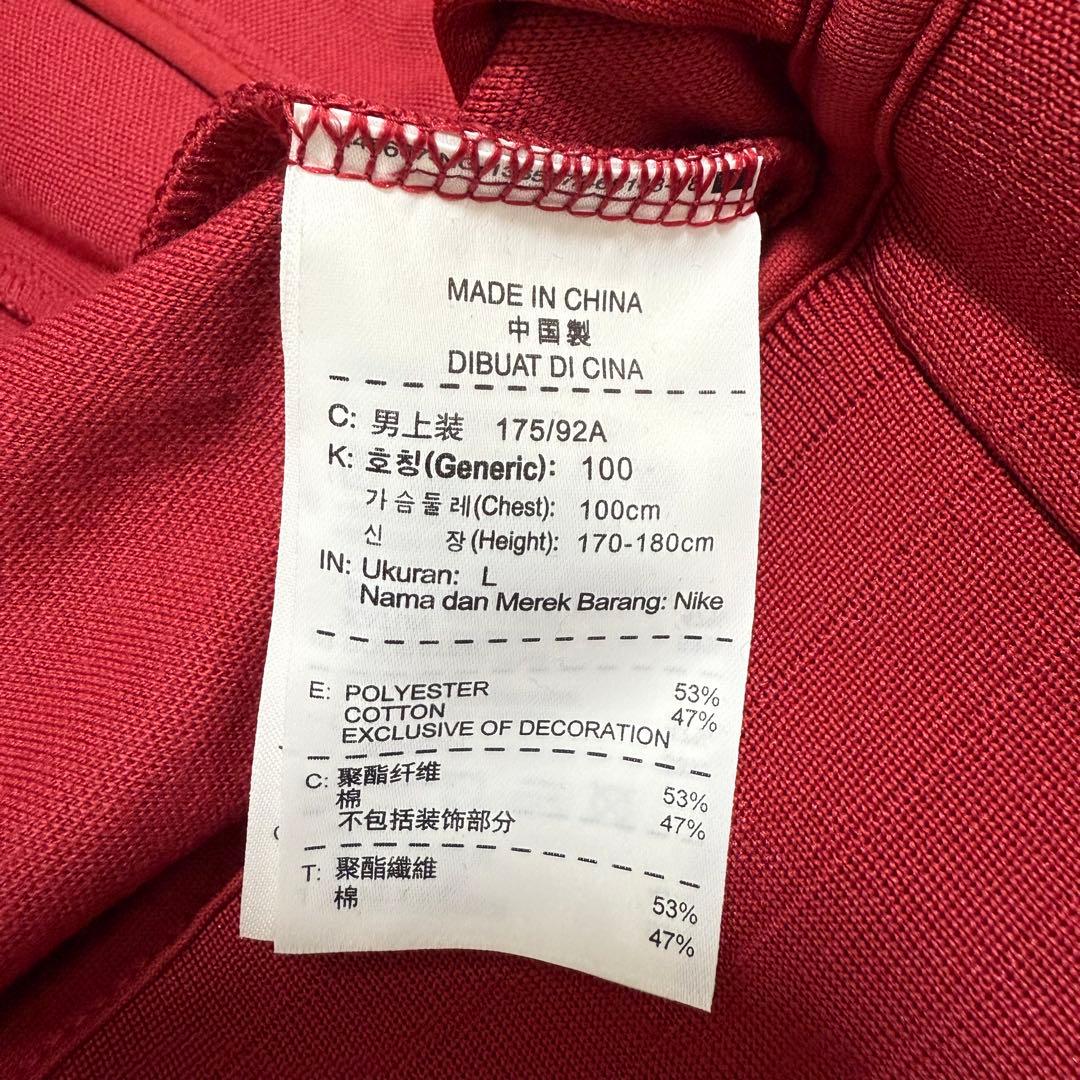 MADE IN CHINA
中国製
DIBUAT DI CINA
C: 男上装 175/92A
K: 호칭(Generic): 100
가슴둘레(Chest): 100cm
신 장(Height): 170-180cm
IN: Ukuran: L
Nama dan Merek Barang: Nike
E: POLYESTER 53%
COTTON 47%
EXCLUSIVE OF DECORATION
C: 聚酯纤维 53%
棉 47%
不包括装饰部分
T: 聚酯纖維 53%
棉 47%